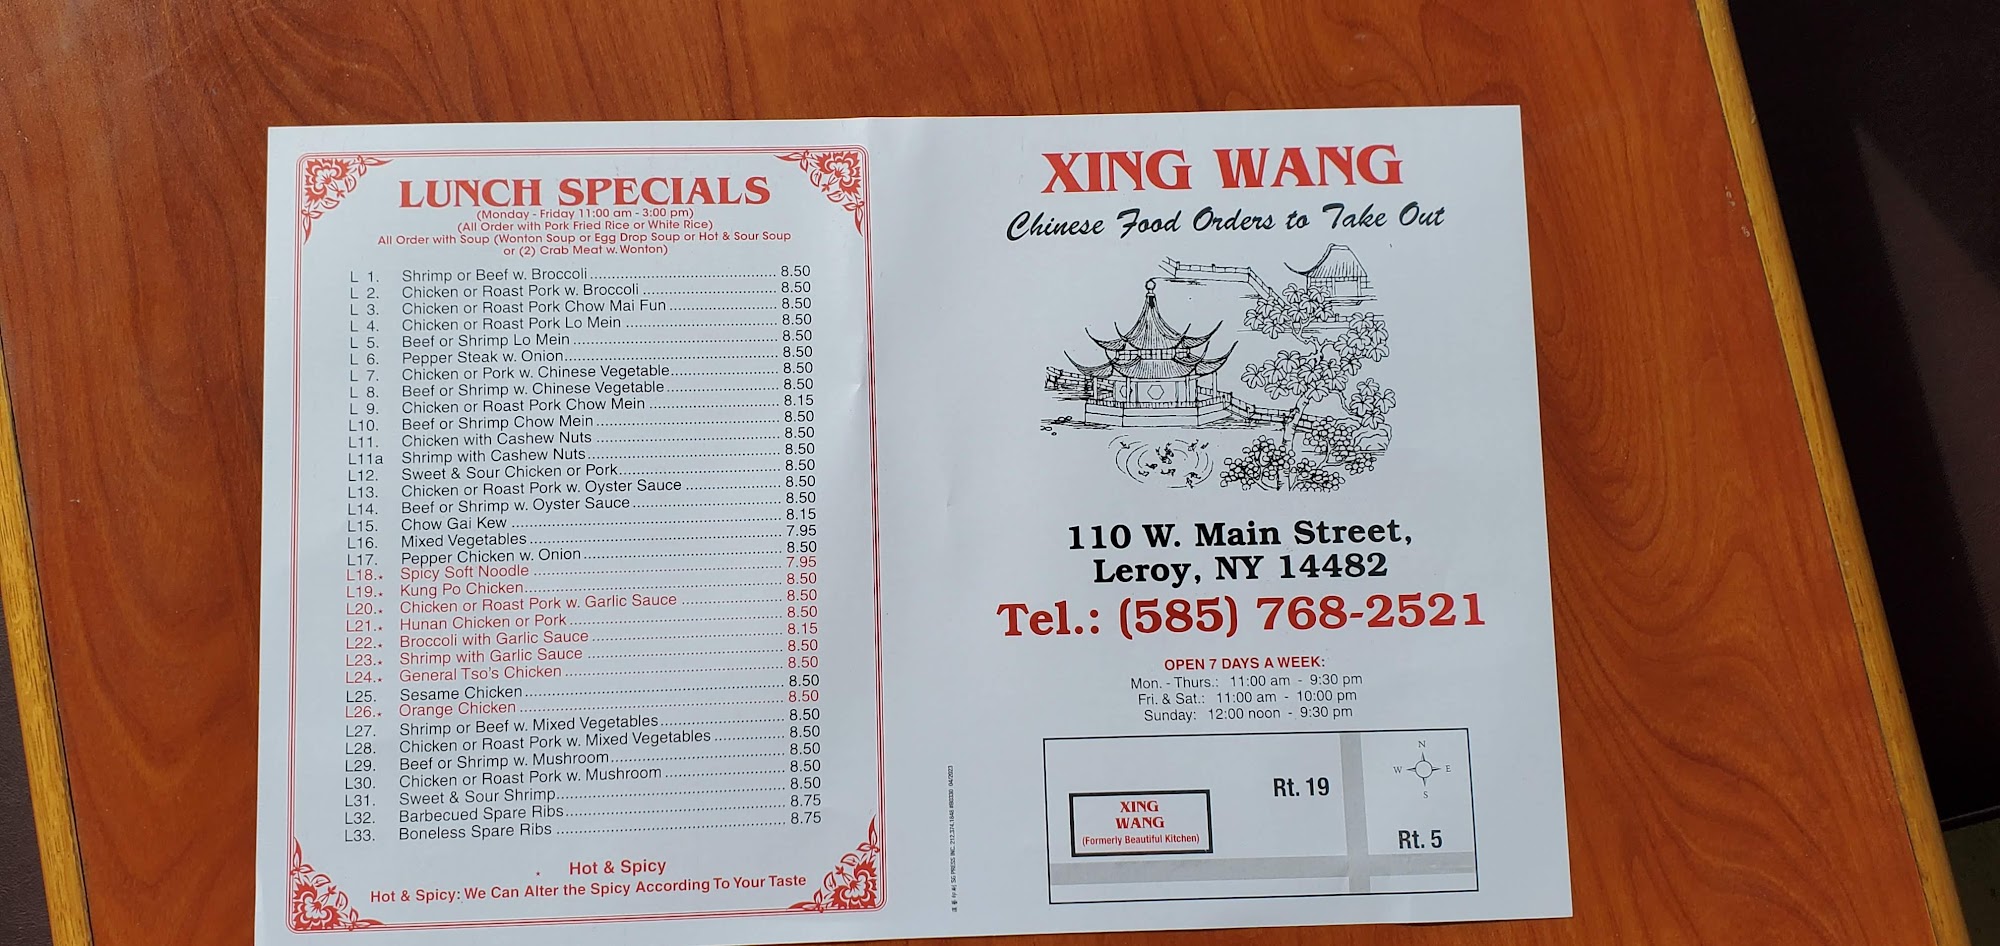 LUNCH SPECIALS
(Monday - Friday 11:00 am - 3:00 pm)
(All Order with Pork Fried Rice or White Rice)
All Order with Soup (Wonton Soup or Egg Drop Soup or Hot & Sour Soup
or (2) Crab Meat w. Wonton)
L 1. Shrimp or Beef w. Broccoli 8.50
L 2. Chicken or Roast Pork w. Broccoli 8.50
L 3. Chicken or Roast Pork Chow Mai Fun 8.50
L 4. Chicken or Roast Pork Lo Mein 8.50
L 5. Beef or Shrimp Lo Mein 8.50
L 6. Pepper Steak w. Onion 8.50
L 7. Chicken or Pork w. Chinese Vegetable 8.50
L 8. Beef or Shrimp w. Chinese Vegetable 8.50
L 9. Chicken or Roast Pork Chow Mein 8.15
L10. Beef or Shrimp Chow Mein 8.50
L11. Chicken with Cashew Nuts 8.50
L11a Shrimp with Cashew Nuts 8.50
L12. Sweet & Sour Chicken or Pork 8.50
L13. Chicken or Roast Pork w. Oyster Sauce 8.50
L14. Beef or Shrimp w. Oyster Sauce 8.50
L15. Chow Gai Kew 8.15
L16. Mixed Vegetables 7.95
L17. Pepper Chicken w. Onion 8.50
L18.* Spicy Soft Noodle 7.95
L19.* Kung Po Chicken 8.50
L20.* Chicken or Roast Pork w. Garlic Sauce 8.50
L21.* Hunan Chicken or Pork 8.50
L22.* Broccoli with Garlic Sauce 8.15
L23.* Shrimp with Garlic Sauce 8.50
L24.* General Tso's Chicken 8.50
L25. Sesame Chicken 8.50
L26.* Orange Chicken 8.50
L27. Shrimp or Beef w. Mixed Vegetables 8.50
L28. Chicken or Roast Pork w. Mixed Vegetables 8.50
L29. Beef or Shrimp w. Mushroom 8.50
L30. Chicken or Roast Pork w. Mushroom 8.50
L31. Sweet & Sour Shrimp 8.50
L32. Barbecued Spare Ribs 8.75
L33. Boneless Spare Ribs 8.75
* Hot & Spicy
Hot & Spicy: We Can Alter the Spicy According To Your Taste
XING WANG
Chinese Food Orders to Take Out
110 W. Main Street,
Leroy, NY 14482
Tel.: (585) 768-2521
OPEN 7 DAYS A WEEK:
Mon. - Thurs.: 11:00 am - 9:30 pm
Fri. & Sat.: 11:00 am - 10:00 pm
Sunday: 12:00 noon - 9:30 pm
N
W E
S
Rt. 19
XING
WANG
(Formerly Beautiful Kitchen)
Rt. 5